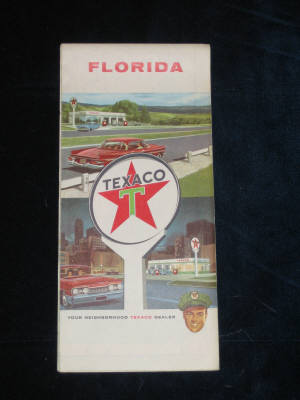 FLORIDA
TEXACO
T
YOUR NEIGHBORHOOD TEXACO DEALER